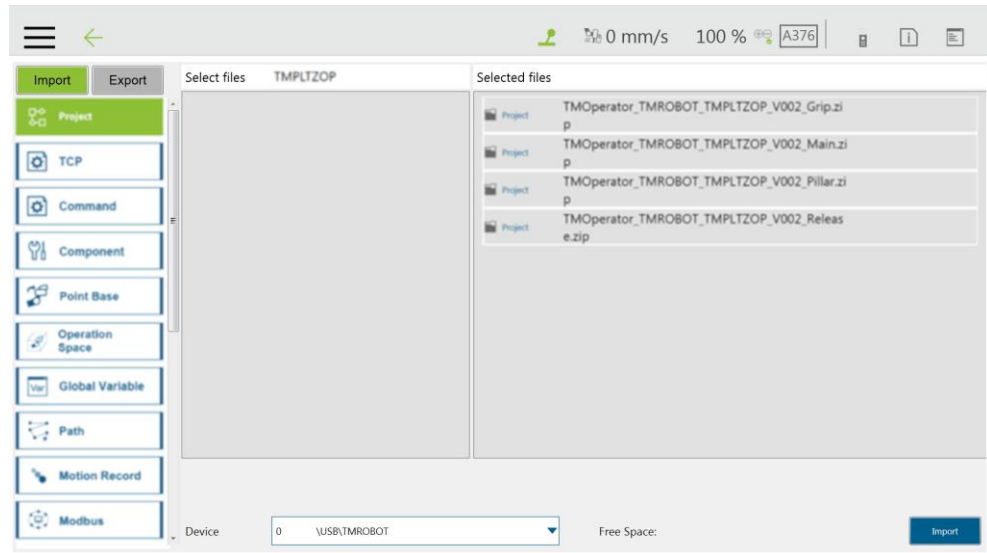 0 mm/s 100 % A376
Import Export Select files TMPLTZOP Selected files
Project
TCP
Command
Component
Point Base
Operation
Space
Var Global Variable
Path
Motion Record
Modbus
Project TMOperator_TMROBOT_TMPLTZOP_V002_Grip.zi
p
Project TMOperator_TMROBOT_TMPLTZOP_V002_Main.zi
p
Project TMOperator_TMROBOT_TMPLTZOP_V002_Pillar.zi
p
Project TMOperator_TMROBOT_TMPLTZOP_V002_Releas
e.zip
Device 0 \USB\TMROBOT Free Space: Import